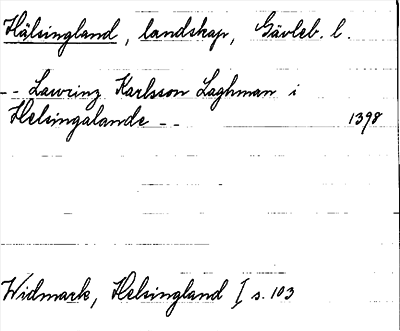 Hälsingland, landskap, Gävleb. l.
-- Lawrinz Karlsson Laghman i
Helsingalande -- 1398
Widmark, Helsingland I s. 103